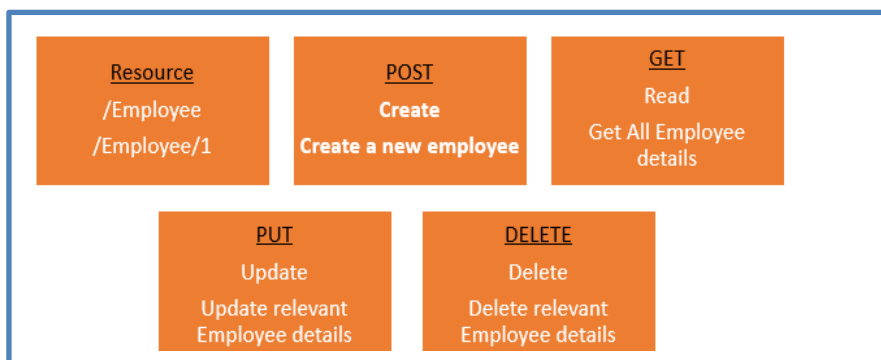 Resource
/Employee
/Employee/1
POST
Create
Create a new employee
GET
Read
Get All Employee
details
PUT
Update
Update relevant
Employee details
DELETE
Delete
Delete relevant
Employee details